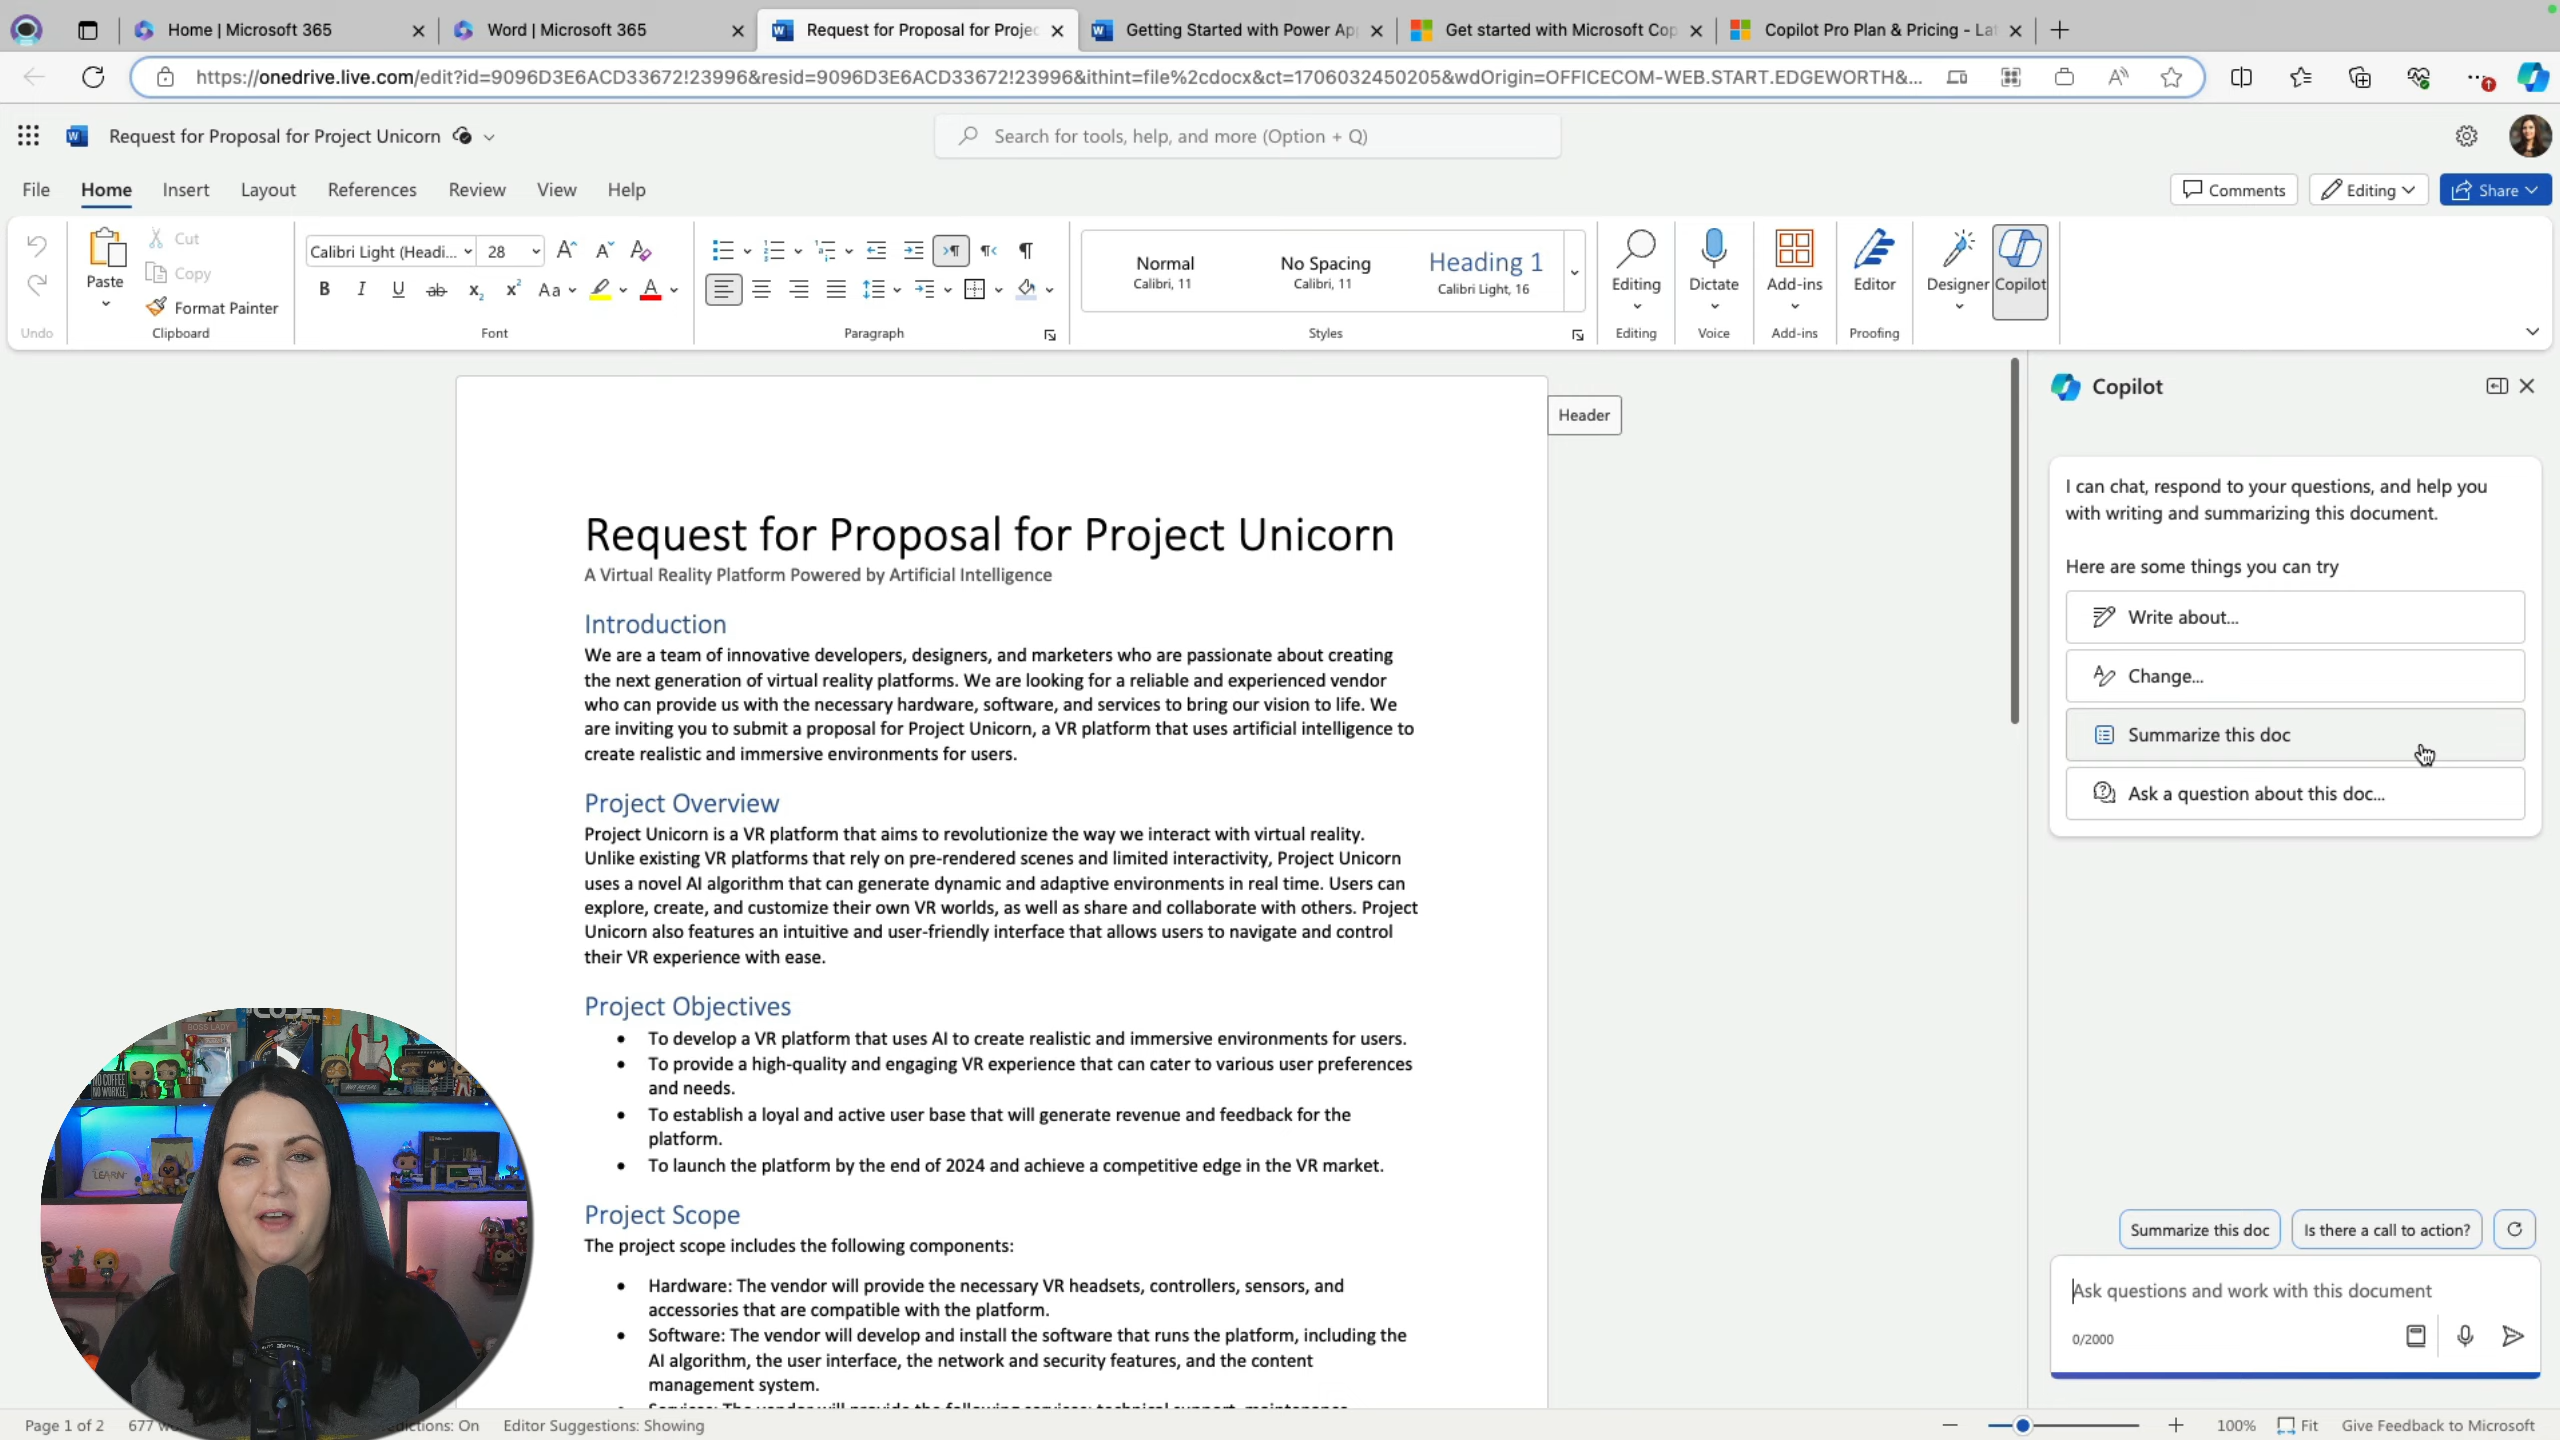 Home | Microsoft 365
Word | Microsoft 365
Request for Proposal for Projec
Getting Started with Power Ap
Get started with Microsoft Cop
Copilot Pro Plan & Pricing - La
https://onedrive.live.com/edit?id=9096D3E6ACD33672!23996&resid=9096D3E6ACD33672!23996&ithint=file%2cdocx&ct=1706032450205&wdOrigin=OFFICECOM-WEB.START.EDGEWORTH&...
Request for Proposal for Project Unicorn
Search for tools, help, and more (Option + Q)
File Home Insert Layout References Review View Help
Comments Editing Share
Undo
Paste
Cut
Copy
Format Painter
Clipboard
Calibri Light (Headi... 28
Font
Paragraph
Normal
Calibri, 11
No Spacing
Calibri, 11
Heading 1
Calibri Light, 16
Styles
Editing
Editing
Dictate
Voice
Add-ins
Add-ins
Editor
Proofing
Designer
Copilot
Header
Request for Proposal for Project Unicorn
A Virtual Reality Platform Powered by Artificial Intelligence
Introduction
We are a team of innovative developers, designers, and marketers who are passionate about creating
the next generation of virtual reality platforms. We are looking for a reliable and experienced vendor
who can provide us with the necessary hardware, software, and services to bring our vision to life. We
are inviting you to submit a proposal for Project Unicorn, a VR platform that uses artificial intelligence to
create realistic and immersive environments for users.
Project Overview
Project Unicorn is a VR platform that aims to revolutionize the way we interact with virtual reality.
Unlike existing VR platforms that rely on pre-rendered scenes and limited interactivity, Project Unicorn
uses a novel AI algorithm that can generate dynamic and adaptive environments in real time. Users can
explore, create, and customize their own VR worlds, as well as share and collaborate with others. Project
Unicorn also features an intuitive and user-friendly interface that allows users to navigate and control
their VR experience with ease.
Project Objectives
• To develop a VR platform that uses AI to create realistic and immersive environments for users.
• To provide a high-quality and engaging VR experience that can cater to various user preferences
and needs.
• To establish a loyal and active user base that will generate revenue and feedback for the
platform.
• To launch the platform by the end of 2024 and achieve a competitive edge in the VR market.
Project Scope
The project scope includes the following components:
• Hardware: The vendor will provide the necessary VR headsets, controllers, sensors, and
accessories that are compatible with the platform.
• Software: The vendor will develop and install the software that runs the platform, including the
AI algorithm, the user interface, the network and security features, and the content
management system.
Copilot
I can chat, respond to your questions, and help you
with writing and summarizing this document.
Here are some things you can try
Write about...
Change...
Summarize this doc
Ask a question about this doc...
Summarize this doc
Is there a call to action?
Ask questions and work with this document
0/2000
BOSS LADY
NO COFFEE
NO WORKEE
LEARN
Page 1 of 2 677 ictions: On Editor Suggestions: Showing
100% Fit Give Feedback to Microsoft